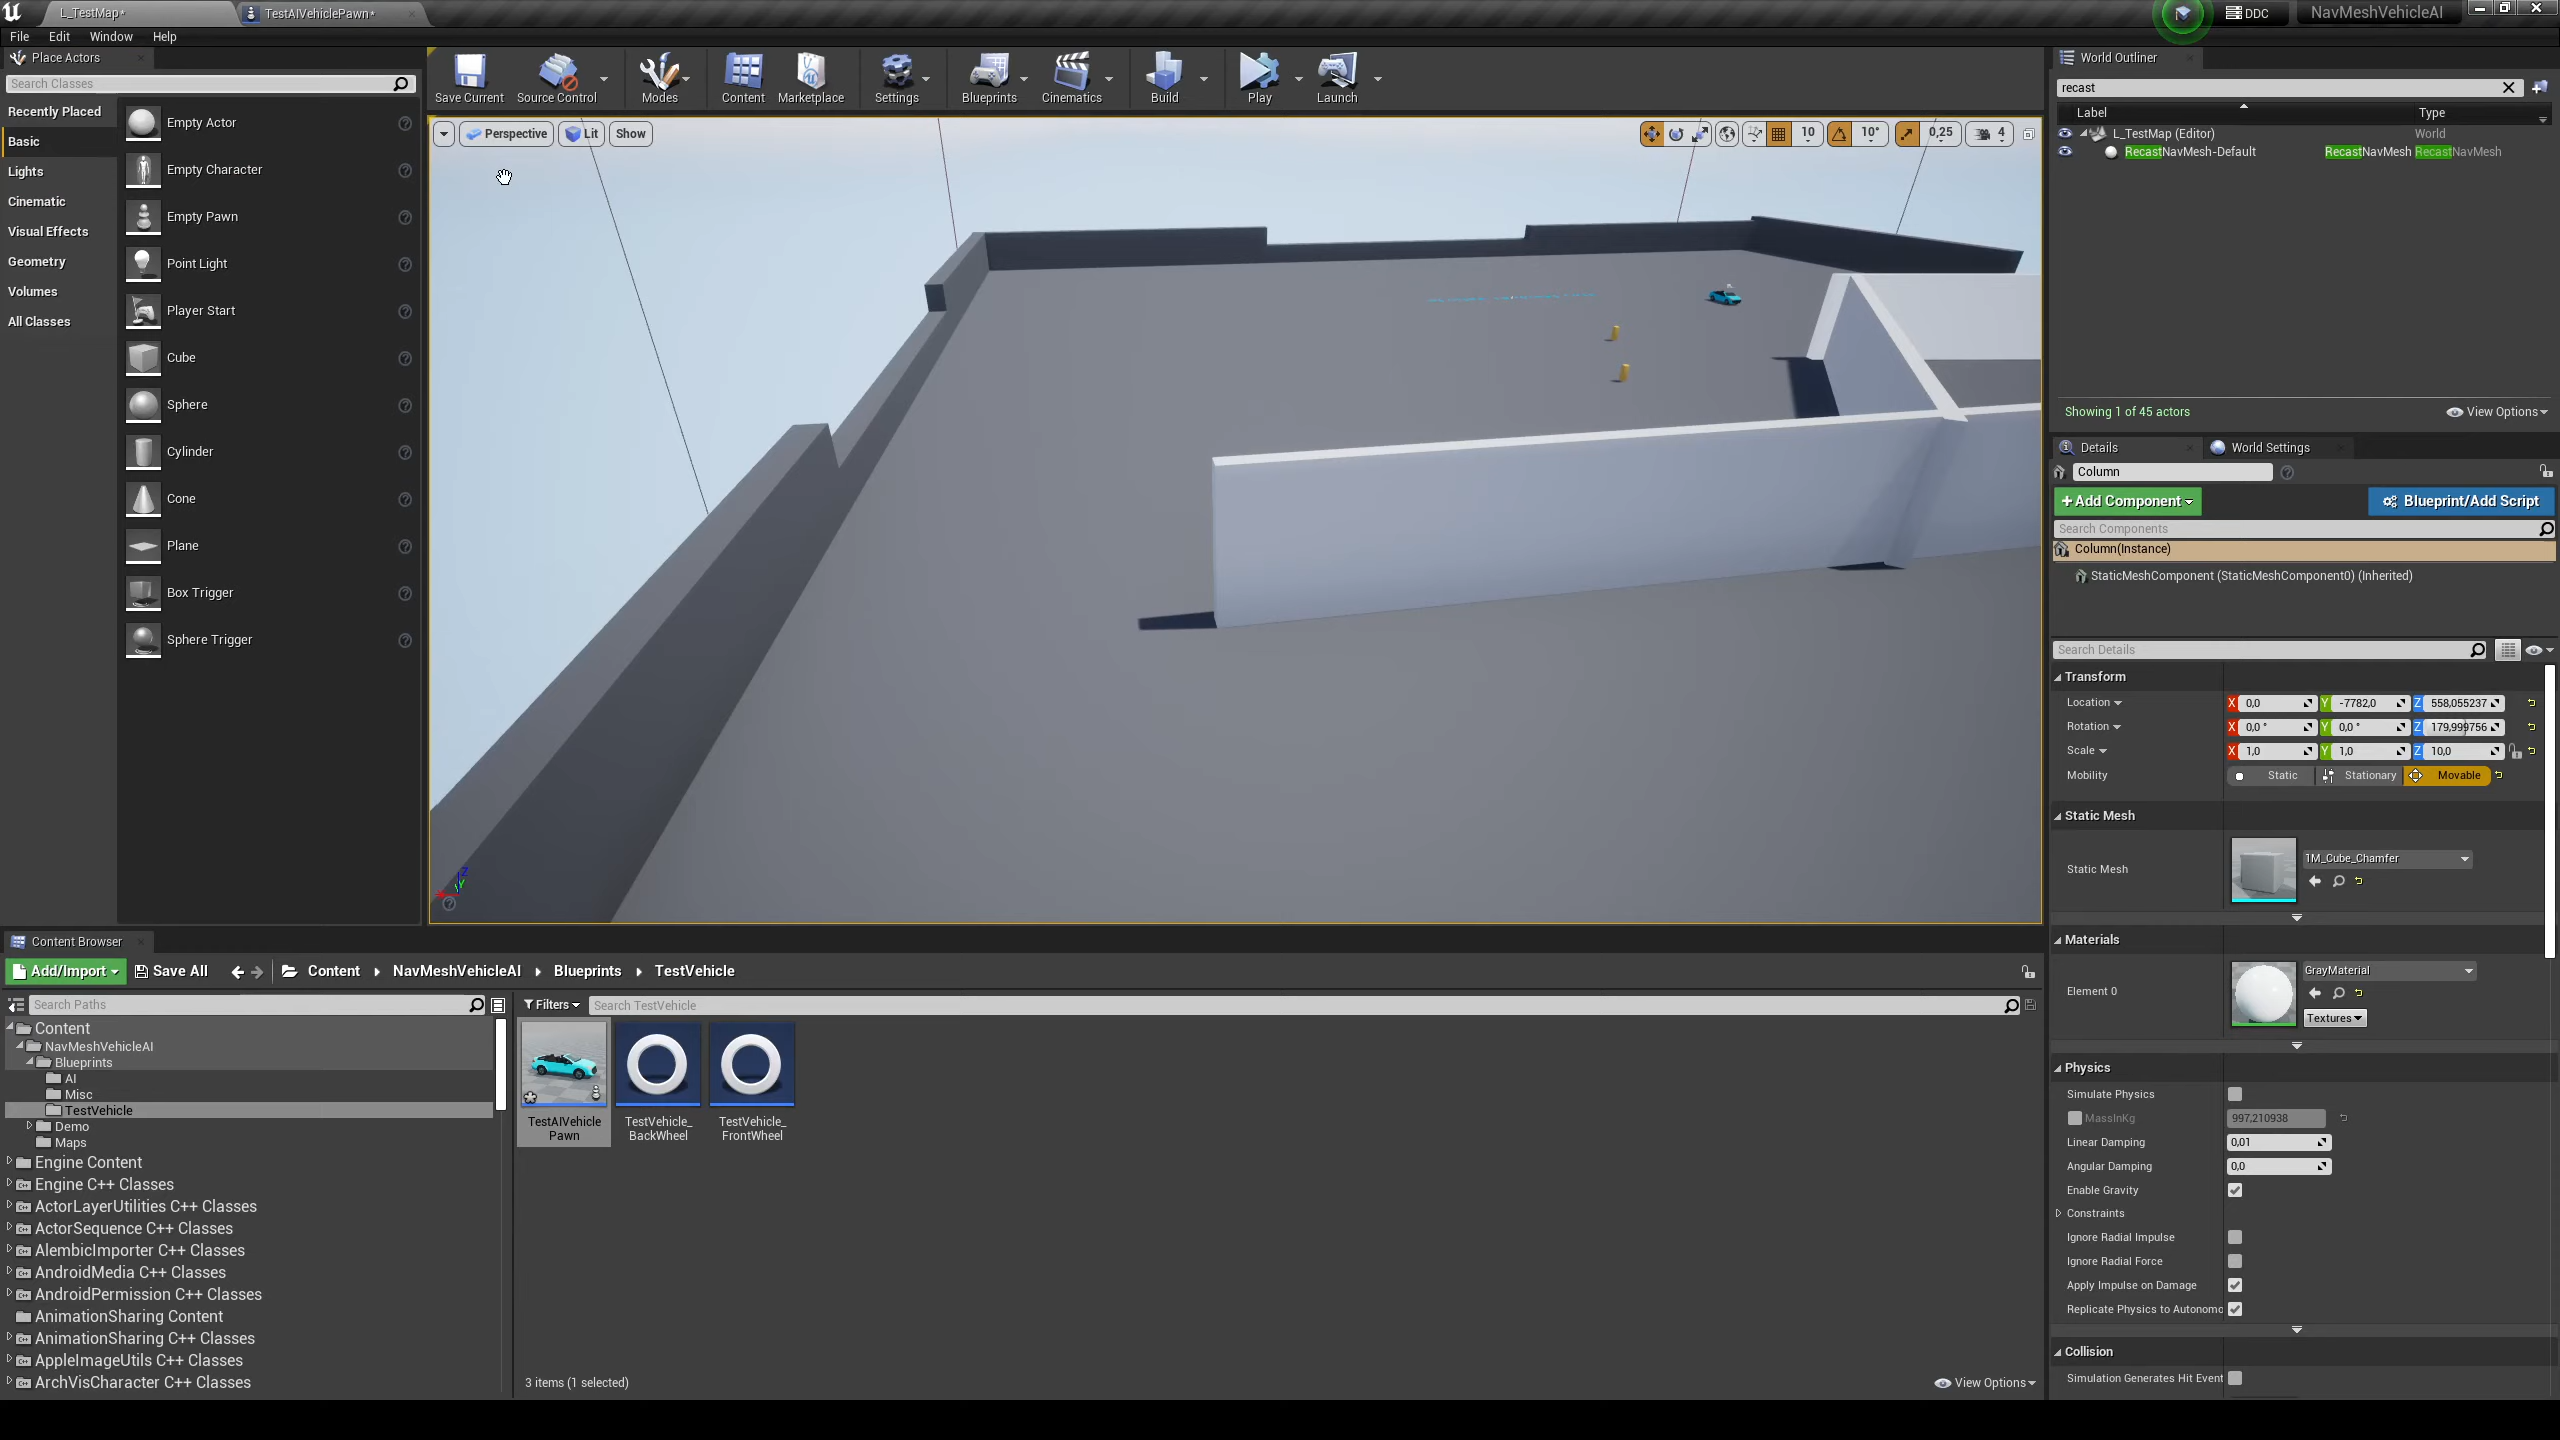 L_TestMap*
TestAIVehiclePawn*
DDC
NavMeshVehicleAI
File Edit Window Help
Place Actors
Search Classes
Recently Placed
Basic
Lights
Cinematic
Visual Effects
Geometry
Volumes
All Classes
Empty Actor
Empty Character
Empty Pawn
Point Light
Player Start
Cube
Sphere
Cylinder
Cone
Plane
Box Trigger
Sphere Trigger
Save Current
Source Control
Modes
Content
Marketplace
Settings
Blueprints
Cinematics
Build
Play
Launch
Perspective
Lit
Show
10
10°
0,25
4
World Outliner
recast
Label Type
L_TestMap (Editor) World
RecastNavMesh-Default RecastNavMesh RecastNavMesh
Showing 1 of 45 actors
View Options
Details
World Settings
Column
+Add Component
Blueprint/Add Script
Search Components
Column(Instance)
StaticMeshComponent (StaticMeshComponent0) (Inherited)
Search Details
Transform
Location X 0,0 Y -7782,0 Z 558,055237
Rotation X 0,0 ° Y 0,0 ° Z 179,999756
Scale X 1,0 Y 1,0 Z 10,0
Mobility Static Stationary Movable
Static Mesh
Static Mesh
1M_Cube_Chamfer
Materials
Element 0
GrayMaterial
Textures
Physics
Simulate Physics
MassInKg 997,210938
Linear Damping 0,01
Angular Damping 0,0
Enable Gravity
Constraints
Ignore Radial Impulse
Ignore Radial Force
Apply Impulse on Damage
Replicate Physics to Autonomo
Collision
Simulation Generates Hit Event
Z
Y
Content Browser
Add/Import
Save All
Content NavMeshVehicleAI Blueprints TestVehicle
Search Paths
Filters
Search TestVehicle
Content
NavMeshVehicleAI
Blueprints
AI
Misc
TestVehicle
Demo
Maps
Engine Content
Engine C++ Classes
ActorLayerUtilities C++ Classes
ActorSequence C++ Classes
AlembicImporter C++ Classes
AndroidMedia C++ Classes
AndroidPermission C++ Classes
AnimationSharing Content
AnimationSharing C++ Classes
AppleImageUtils C++ Classes
ArchVisCharacter C++ Classes
TestAIVehicle
Pawn
TestVehicle_
BackWheel
TestVehicle_
FrontWheel
3 items (1 selected)
View Options